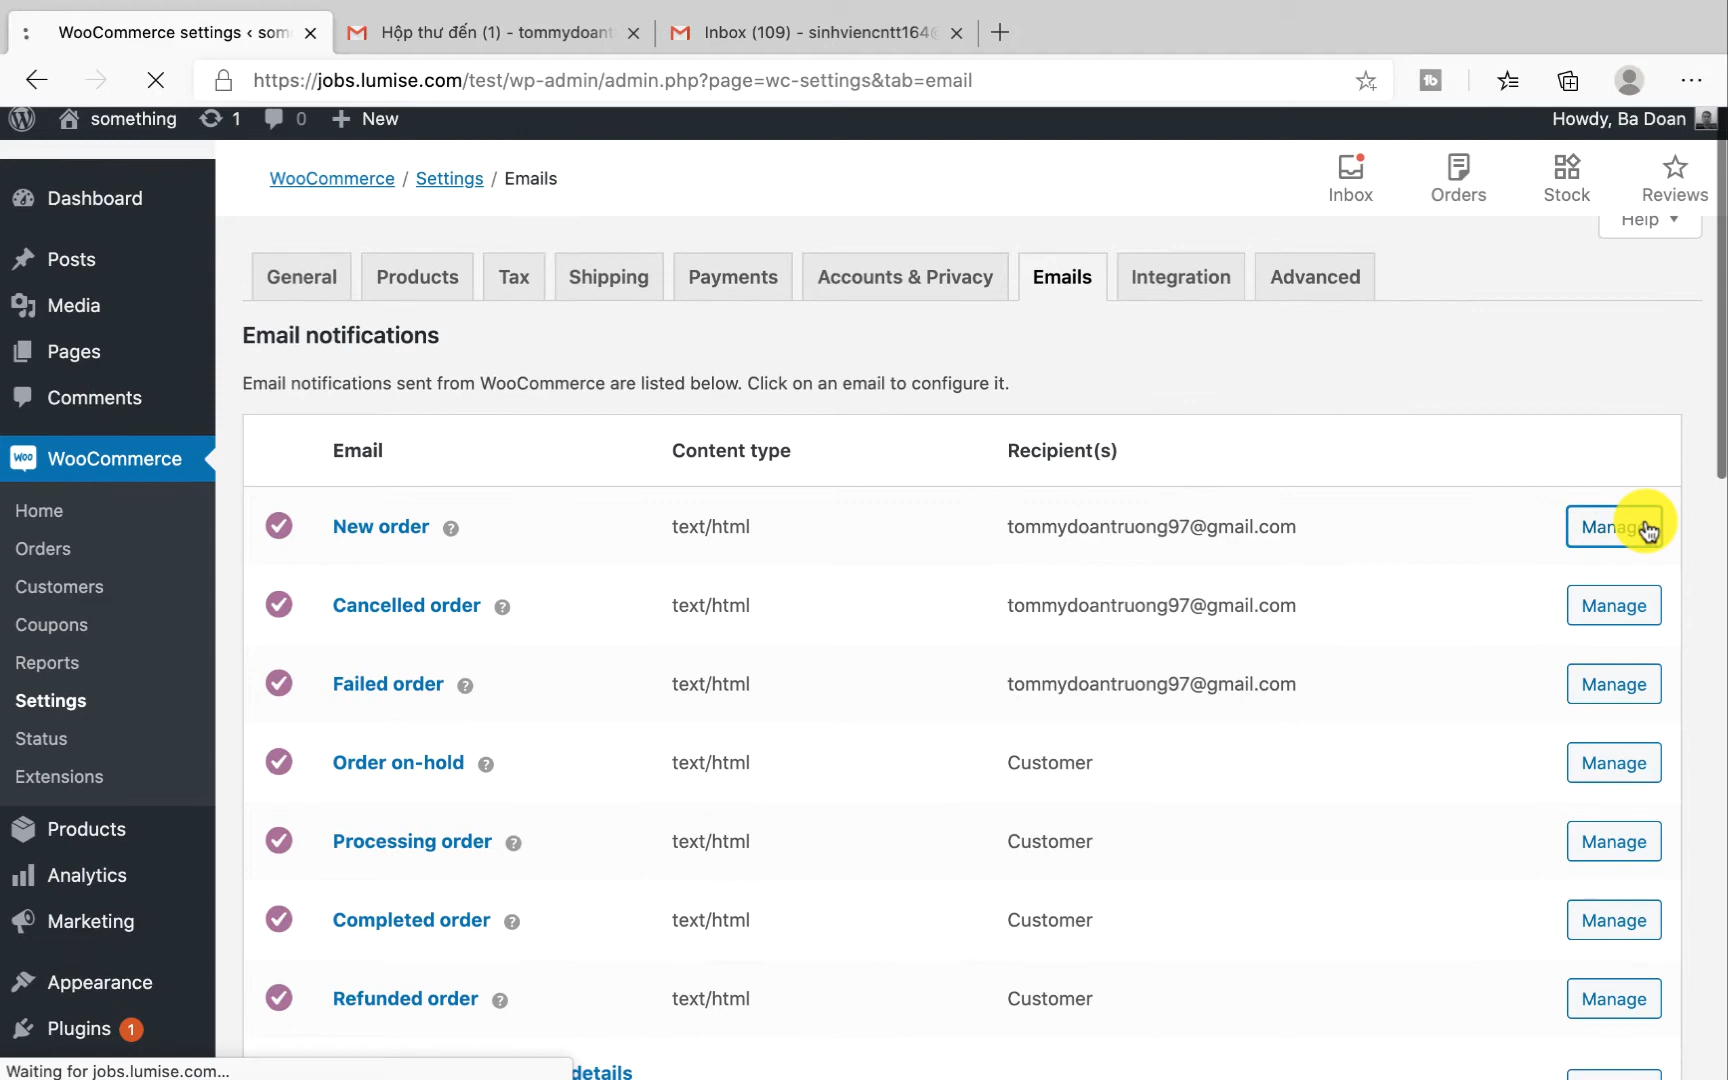 WooCommerce settings ‹ som
Hộp thư đến (1) - tommydoant
Inbox (109) - sinhviencntt164@
https://jobs.lumise.com/test/wp-admin/admin.php?page=wc-settings&tab=email
something 1 0 New Howdy, Ba Doan
WooCommerce / Settings / Emails
Inbox Orders Stock Reviews
Help
Dashboard
Posts
Media
Pages
Comments
WooCommerce
Home
Orders
Customers
Coupons
Reports
Settings
Status
Extensions
Products
Analytics
Marketing
Appearance
Plugins 1
General Products Tax Shipping Payments Accounts & Privacy Emails Integration Advanced
Email notifications
Email notifications sent from WooCommerce are listed below. Click on an email to configure it.
Email Content type Recipient(s)
New order text/html tommydoantruong97@gmail.com Manage
Cancelled order text/html tommydoantruong97@gmail.com Manage
Failed order text/html tommydoantruong97@gmail.com Manage
Order on-hold text/html Customer Manage
Processing order text/html Customer Manage
Completed order text/html Customer Manage
Refunded order text/html Customer Manage
details
Waiting for jobs.lumise.com...